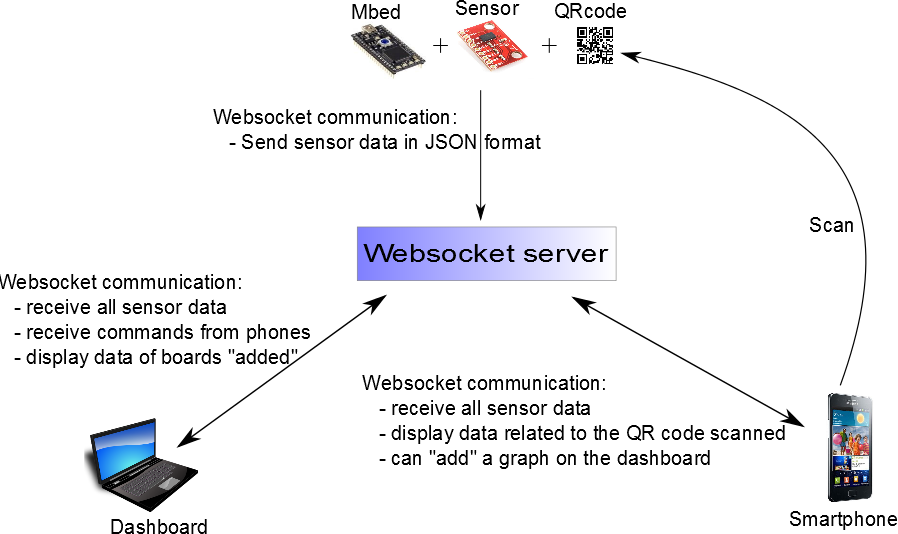 Mbed
Sensor
QRcode
+
+
Websocket communication:
- Send sensor data in JSON format
Scan
Websocket server
Websocket communication:
- receive all sensor data
- receive commands from phones
- display data of boards "added"
Websocket communication:
- receive all sensor data
- display data related to the QR code scanned
- can "add" a graph on the dashboard
Dashboard
Smartphone